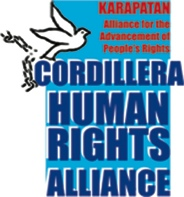 KARAPATAN
Alliance for the
Advancement of
People's Rights
CORDILLERA
HUMAN
RIGHTS
ALLIANCE